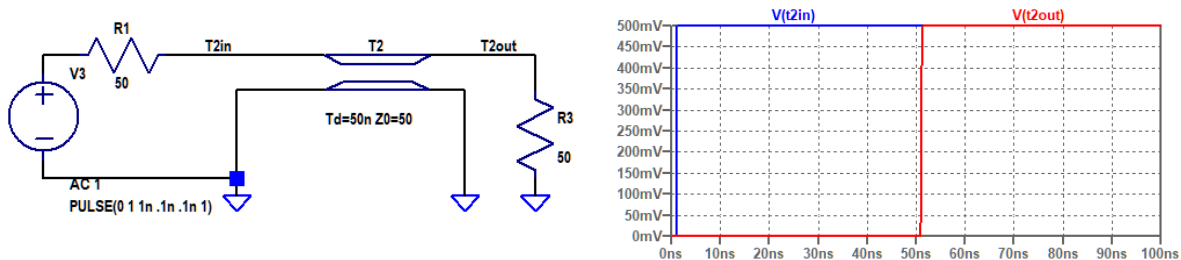 R1
50
V3
T2in
T2
T2out
Td=50n Z0=50
R3
50
AC 1
PULSE(0 1 1n .1n .1n 1)
V(t2in)
V(t2out)
500mV
450mV
400mV
350mV
300mV
250mV
200mV
150mV
100mV
50mV
0mV
0ns
10ns
20ns
30ns
40ns
50ns
60ns
70ns
80ns
90ns
100ns